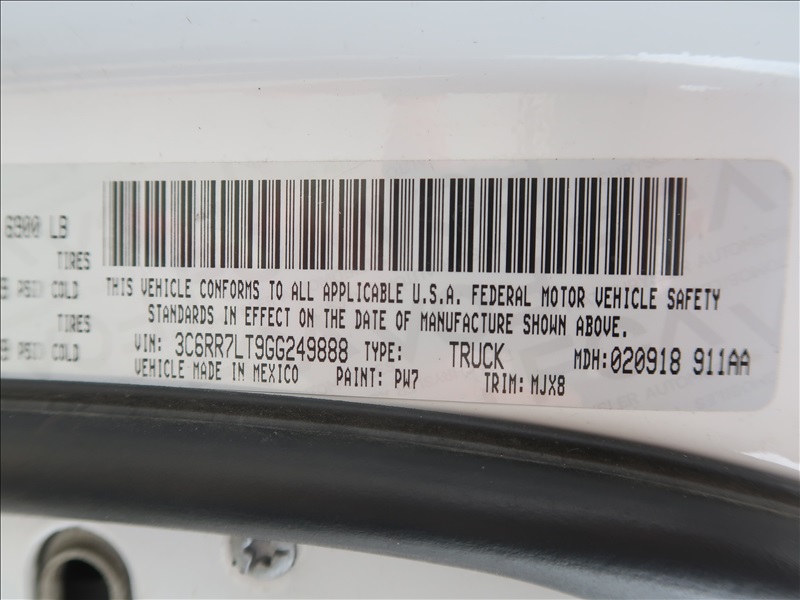 6900 LB
TIRES
PSI COLD
TIRES
PSI COLD
THIS VEHICLE CONFORMS TO ALL APPLICABLE U.S.A. FEDERAL MOTOR VEHICLE SAFETY
STANDARDS IN EFFECT ON THE DATE OF MANUFACTURE SHOWN ABOVE.
VIN: 3C6RR7LT9GG249888 TYPE: TRUCK MDH:020918 911AA
VEHICLE MADE IN MEXICO PAINT: PW7 TRIM: MJX8